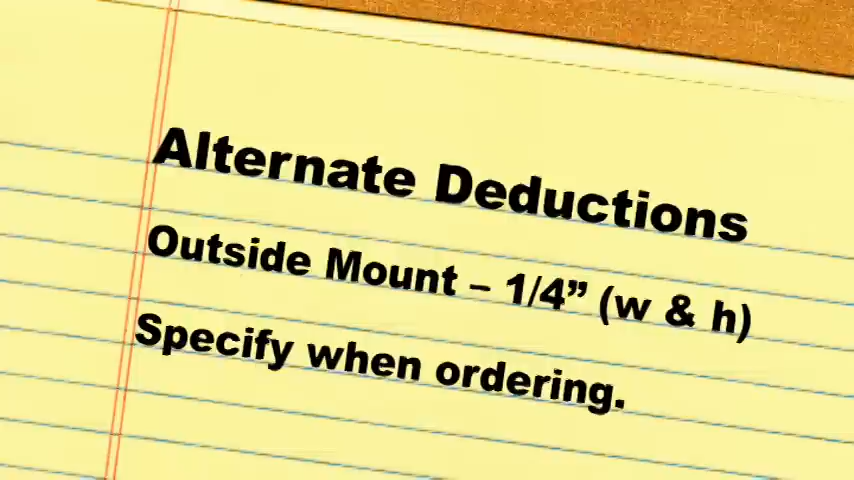 Alternate Deductions
Outside Mount – 1/4” (w & h)
Specify when ordering.